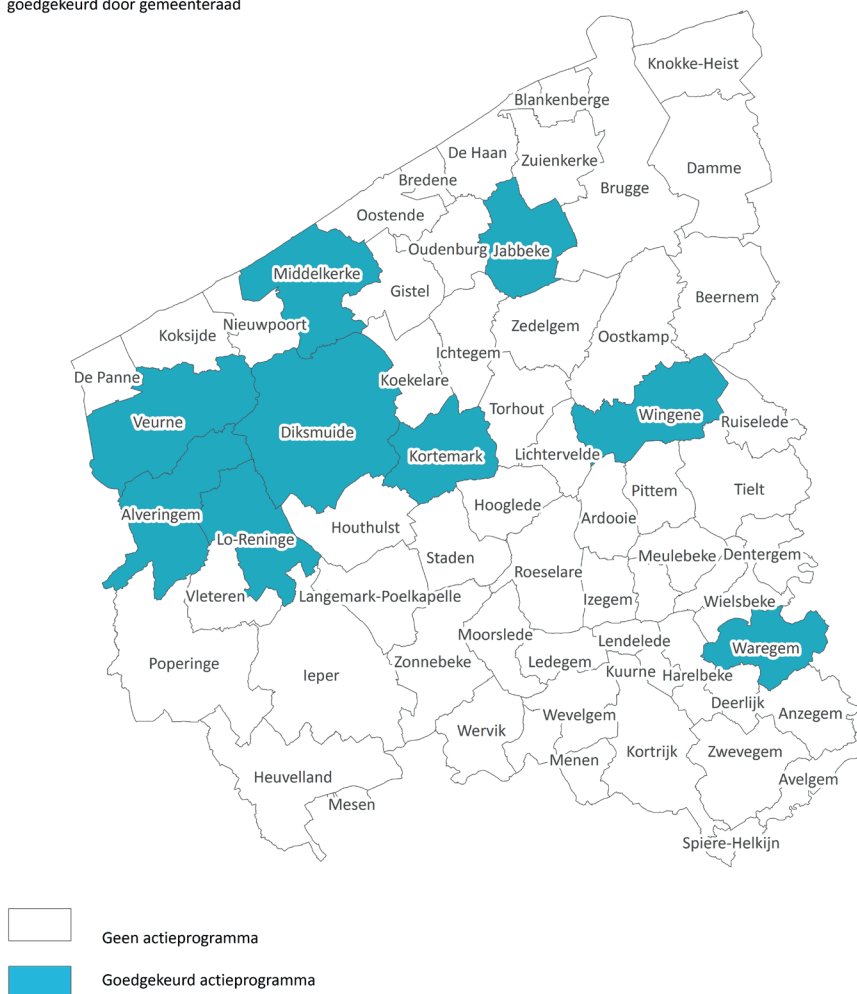 goedgekeurd door gemeenteraad
Knokke-Heist
Blankenberge
De Haan
Zuienkerke
Damme
Bredene
Brugge
Oostende
Oudenburg
Jabbeke
Middelkerke
Gistel
Beernem
Nieuwpoort
Zedelgem
Koksijde
Oostkamp
Ichtegem
De Panne
Koekelare
Torhout
Wingene
Veurne
Ruiselede
Diksmuide
Kortemark
Lichtervelde
Pittem
Tielt
Hooglede
Alveringem
Ardooie
Houthulst
Lo-Reninge
Staden
Meulebeke
Dentergem
Roeselare
Vleteren
Langemark-Poelkapelle
Izegem
Wielsbeke
Moorslede
Lendelede
Waregem
Poperinge
Zonnebeke
Ledegem
Ieper
Kuurne
Harelbeke
Deerlijk
Anzegem
Wevelgem
Wervik
Kortrijk
Zwevegem
Menen
Heuvelland
Avelgem
Mesen
Spiere-Helkijn
Geen actieprogramma
Goedgekeurd actieprogramma